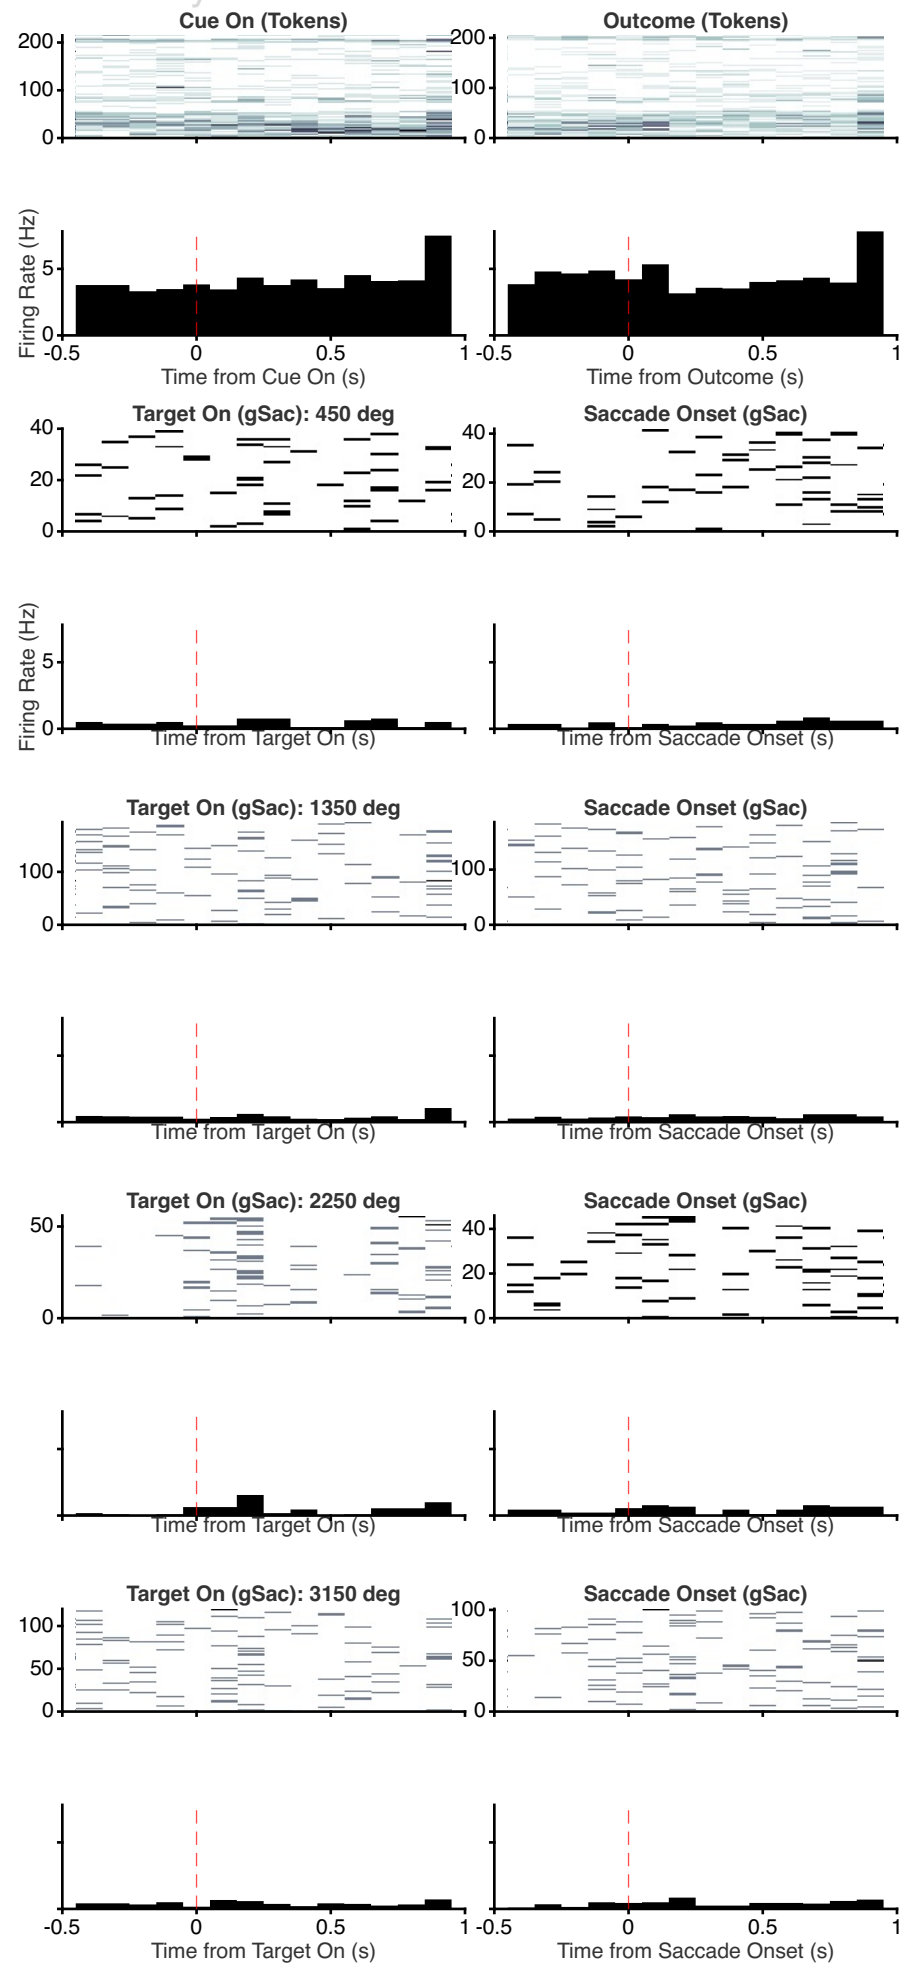 Cue On (Tokens)
Outcome (Tokens)
200
100
0
200
100
0
Firing Rate (Hz)
5
0
-0.5 0 0.5 1
-0.5 0 0.5 1
Time from Cue On (s)
Time from Outcome (s)
Target On (gSac): 450 deg
Saccade Onset (gSac)
40
20
0
40
20
0
Firing Rate (Hz)
5
0
Time from Target On (s)
Time from Saccade Onset (s)
Target On (gSac): 1350 deg
Saccade Onset (gSac)
100
0
100
0
Time from Target On (s)
Time from Saccade Onset (s)
Target On (gSac): 2250 deg
Saccade Onset (gSac)
50
0
40
20
0
Time from Target On (s)
Time from Saccade Onset (s)
Target On (gSac): 3150 deg
Saccade Onset (gSac)
100
50
0
100
50
0
-0.5 0 0.5 1
-0.5 0 0.5 1
Time from Target On (s)
Time from Saccade Onset (s)